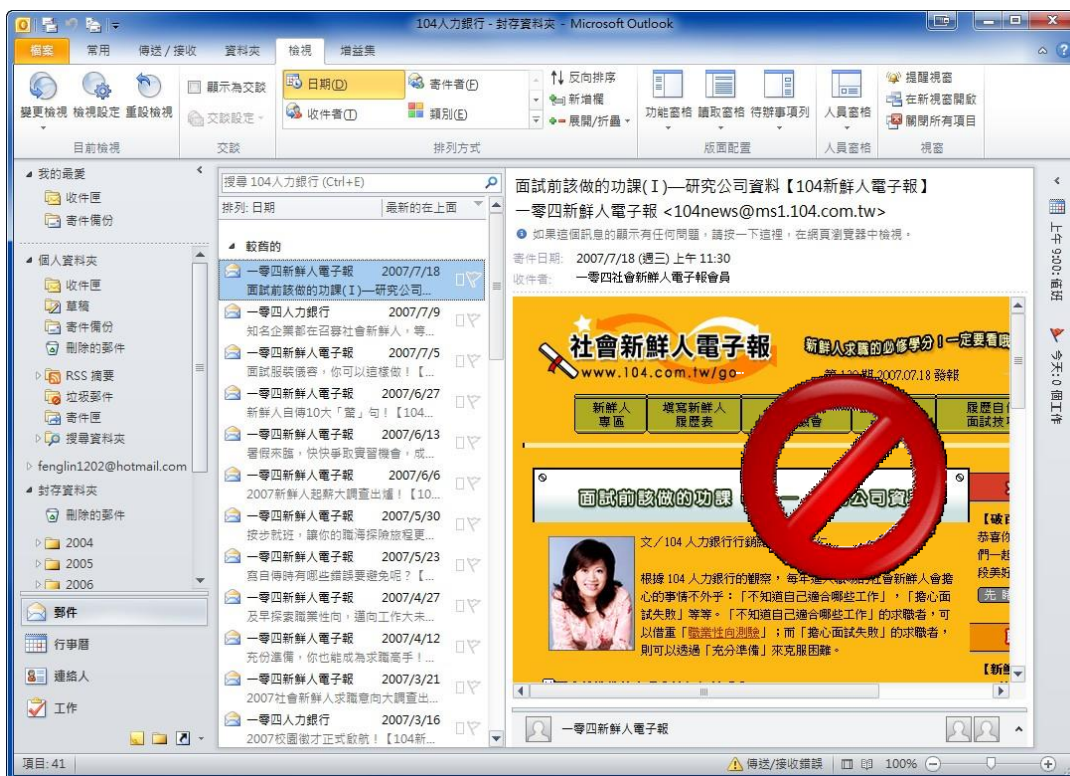 104人力銀行 - 封存資料夾 - Microsoft Outlook
檔案 常用 傳送 / 接收 資料夾 檢視 增益集
變更檢視 檢視設定 重設檢視
目前檢視
顯示為交談
交談設定
交談
日期(D) 寄件者(F)
收件者(T) 類別(E)
反向排序
新增欄
展開/折疊
排列方式
功能窗格 讀取窗格 待辦事項列
版面配置
人員窗格
人員窗格
提醒視窗
在新視窗開啟
關閉所有項目
視窗
我的最愛
收件匣
寄件備份
個人資料夾
收件匣
草稿
寄件備份
刪除的郵件
RSS 摘要
垃圾郵件
寄件匣
搜尋資料夾
fenglin1202@hotmail.com
封存資料夾
刪除的郵件
2004
2005
2006
郵件
行事曆
連絡人
工作
搜尋 104人力銀行 (Ctrl+E)
排列: 日期 最新的在上面
較舊的
一零四新鮮人電子報 2007/7/18
面試前該做的功課(I)—研究公司...
一零四人力銀行 2007/7/9
知名企業都在召募社會新鮮人，等...
一零四新鮮人電子報 2007/7/5
面試服裝儀容，你可以這樣做！【...
一零四新鮮人電子報 2007/6/27
新鮮人自傳10大「驚」句！【104...
一零四新鮮人電子報 2007/6/13
暑假來臨，快快爭取實習機會，成...
一零四新鮮人電子報 2007/6/6
2007新鮮人起薪大調查出爐！【10...
一零四新鮮人電子報 2007/5/30
按步就班，讓你的職海探險旅程更...
一零四新鮮人電子報 2007/5/23
寫自傳時有哪些錯誤要避免呢？【...
一零四新鮮人電子報 2007/4/27
及早探索職業性向，邁向工作大未...
一零四新鮮人電子報 2007/4/12
充份準備，你也能成為求職高手！...
一零四新鮮人電子報 2007/3/21
2007社會新鮮人求職意向大調查出...
一零四人力銀行 2007/3/16
2007校園徵才正式啟航！【104新...
面試前該做的功課(I)—研究公司資料【104新鮮人電子報】
一零四新鮮人電子報 <104news@ms1.104.com.tw>
如果這個訊息的顯示有任何問題，請按一下這裡，在網頁瀏覽器中檢視。
寄件日期: 2007/7/18 (週三) 上午 11:30
收件者: 一零四社會新鮮人電子報會員
社會新鮮人電子報
www.104.com.tw/go
新鮮人求職的必修學分！一定要看哦
2007.07.18 發報
新鮮人專區
填寫新鮮人履歷表
面試前該做的功課
文／104 人力銀行行銷
根據 104 人力銀行的觀察，每年
社會新鮮人會擔
心的事情不外乎：「不知道自己適合哪些工作」，「擔心面
試失敗」等等。「不知道自己適合哪些工作」的求職者，可
以借重「職業性向測驗」；而「擔心面試失敗」的求職者，
則可以透過「充分準備」來克服困難。
恭喜你
們一起
段美好
一零四新鮮人電子報
上午 9:00: 值班
今天: 0 個工作
項目: 41 傳送/接收錯誤 100%